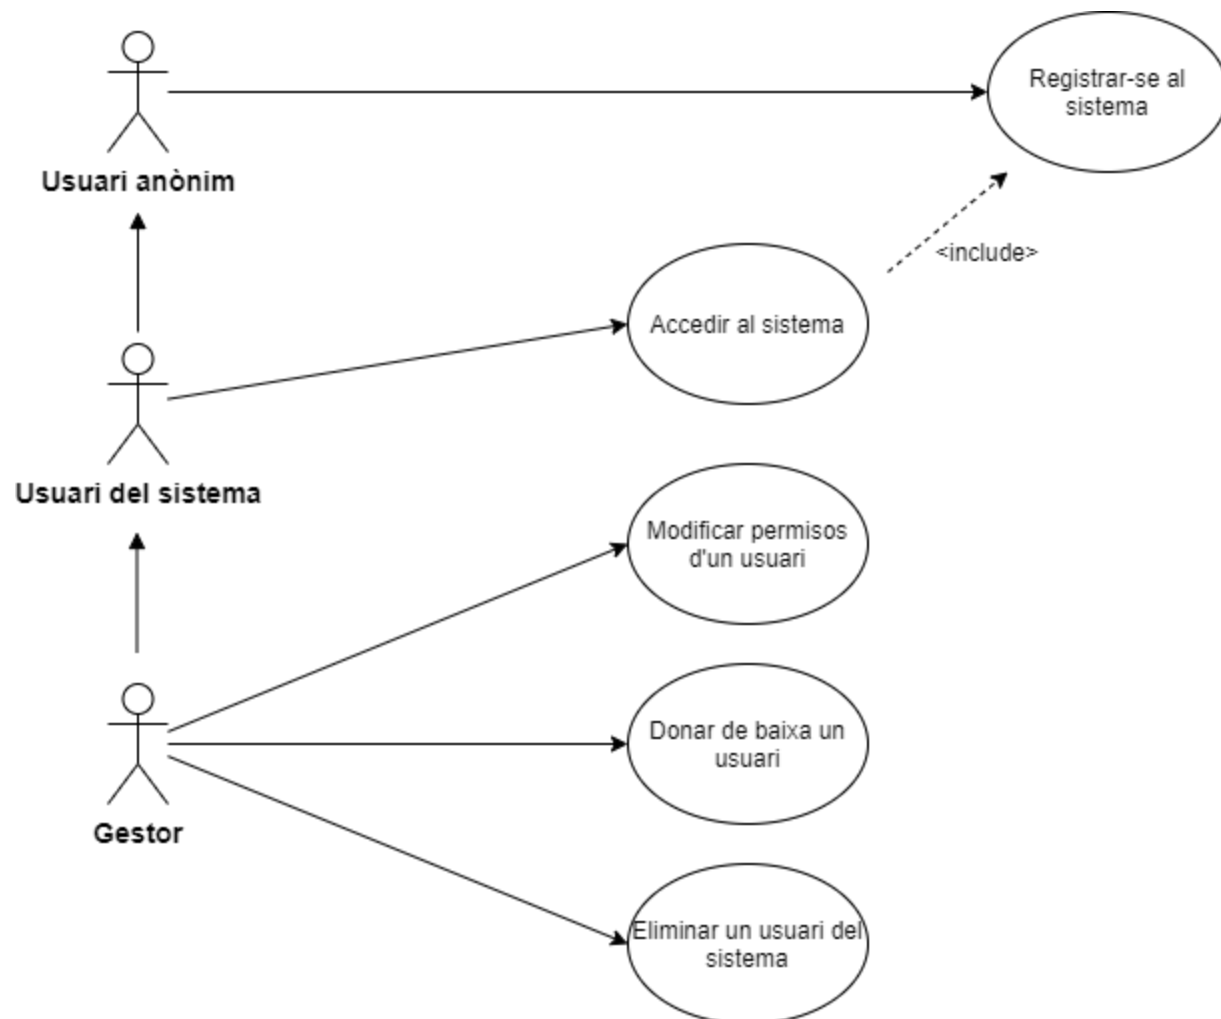 Registrar-se al
sistema
Usuari anònim
<include>
Accedir al sistema
Usuari del sistema
Modificar permisos
d'un usuari
Donar de baixa un
usuari
Gestor
Eliminar un usuari del
sistema